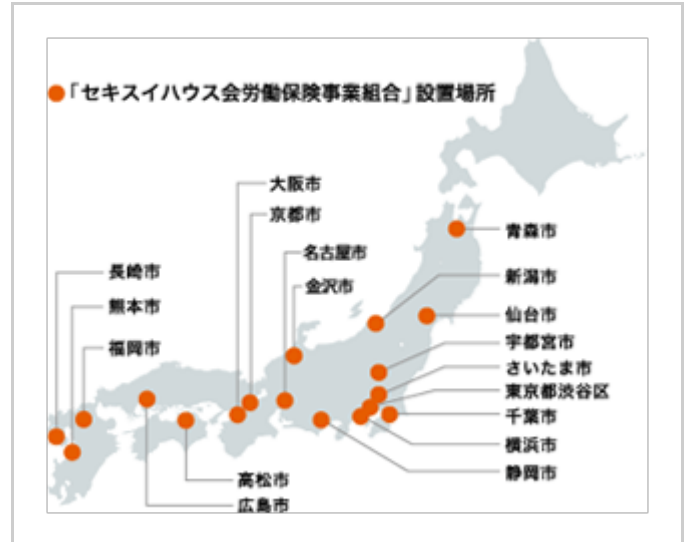 ●「セキスイハウス会労働保険事業組合」設置場所
大阪市
京都市
名古屋市
金沢市
長崎市
熊本市
福岡市
青森市
新潟市
仙台市
宇都宮市
さいたま市
東京都渋谷区
千葉市
横浜市
静岡市
高松市
広島市